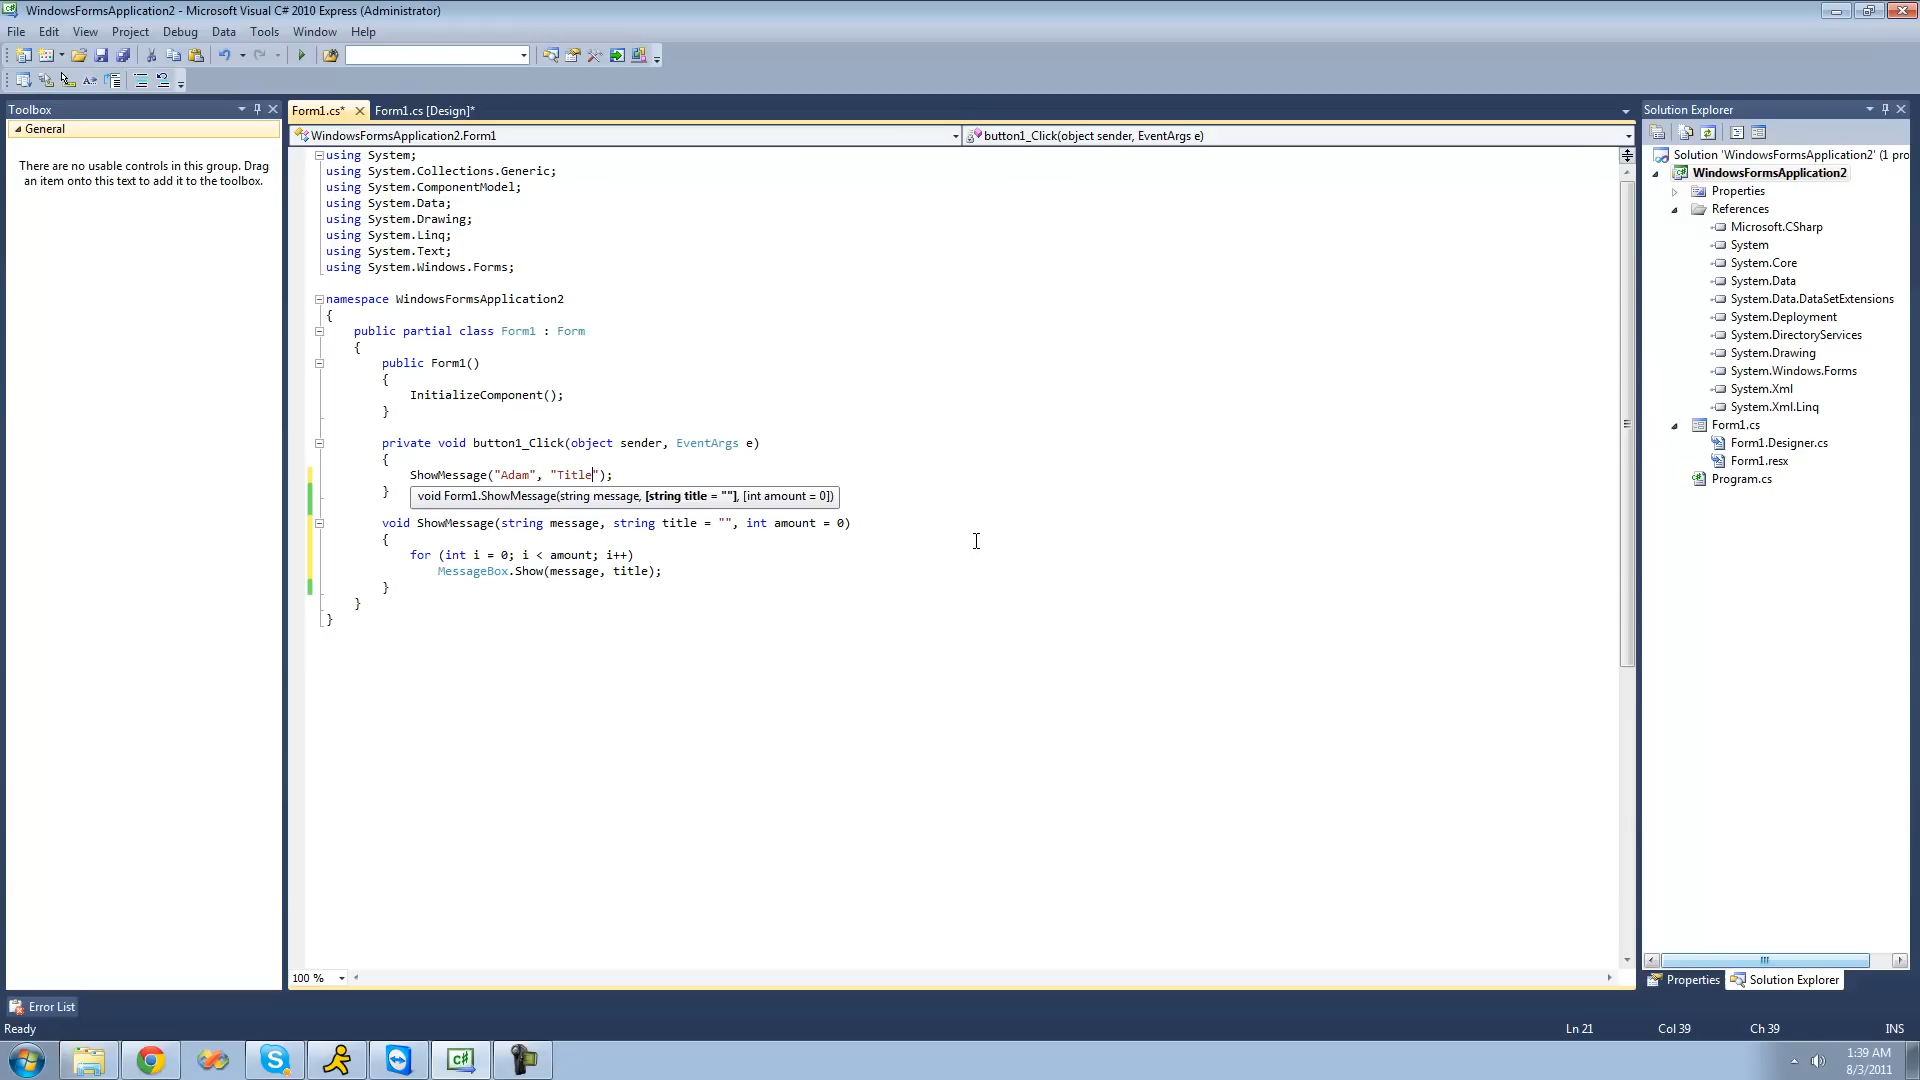 WindowsFormsApplication2 - Microsoft Visual C# 2010 Express (Administrator)
File Edit View Project Debug Data Tools Window Help
Toolbox
General
There are no usable controls in this group. Drag
an item onto this text to add it to the toolbox.
Form1.cs* Form1.cs [Design]*
WindowsFormsApplication2.Form1 button1_Click(object sender, EventArgs e)
using System;
using System.Collections.Generic;
using System.ComponentModel;
using System.Data;
using System.Drawing;
using System.Linq;
using System.Text;
using System.Windows.Forms;
namespace WindowsFormsApplication2
{
public partial class Form1 : Form
{
public Form1()
{
InitializeComponent();
}
private void button1_Click(object sender, EventArgs e)
{
ShowMessage("Adam", "Title");
}
void Form1.ShowMessage(string message, [string title = ""], [int amount = 0])
void ShowMessage(string message, string title = "", int amount = 0)
{
for (int i = 0; i < amount; i++)
MessageBox.Show(message, title);
}
}
}
100 %
Solution Explorer
Solution 'WindowsFormsApplication2' (1 pro
WindowsFormsApplication2
Properties
References
Microsoft.CSharp
System
System.Core
System.Data
System.Data.DataSetExtensions
System.Deployment
System.DirectoryServices
System.Drawing
System.Windows.Forms
System.Xml
System.Xml.Linq
Form1.cs
Form1.Designer.cs
Form1.resx
Program.cs
Properties Solution Explorer
Error List
Ready Ln 21 Col 39 Ch 39 INS
1:39 AM
8/3/2011